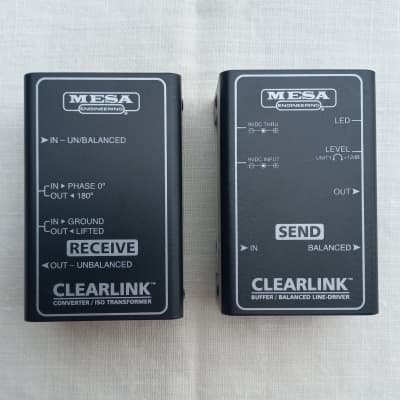 MESA
ENGINEERING
IN – UN/BALANCED
IN PHASE 0°
OUT 180°
IN GROUND
OUT LIFTED
RECEIVE
OUT – UNBALANCED
CLEARLINK™
CONVERTER / ISO TRANSFORMER
MESA
ENGINEERING
9VDC THRU
LED
LEVEL
UNITY +12dB
9VDC INPUT
OUT
SEND
IN
BALANCED
CLEARLINK™
BUFFER / BALANCED LINE-DRIVER